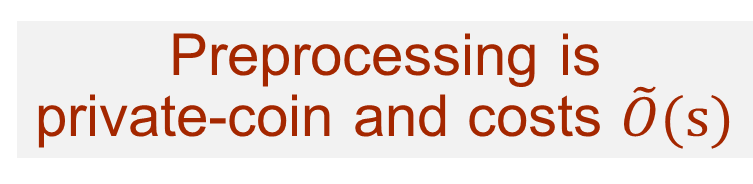 Preprocessing is
private-coin and costs Õ(s)